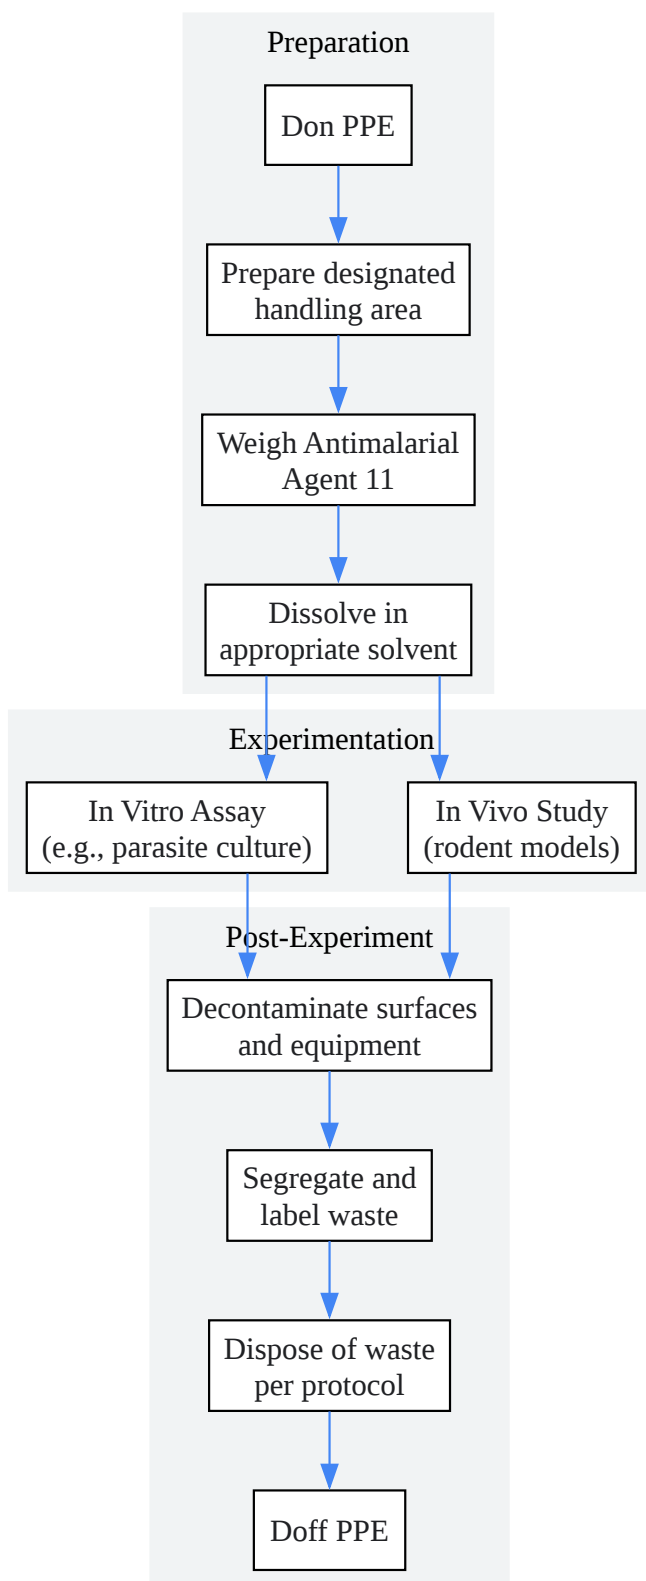 Preparation
Don PPE
Prepare designated
handling area
Weigh Antimalarial
Agent 11
Dissolve in
appropriate solvent
Experimentation
In Vitro Assay
(e.g., parasite culture)
In Vivo Study
(rodent models)
Post-Experiment
Decontaminate surfaces
and equipment
Segregate and
label waste
Dispose of waste
per protocol
Doff PPE